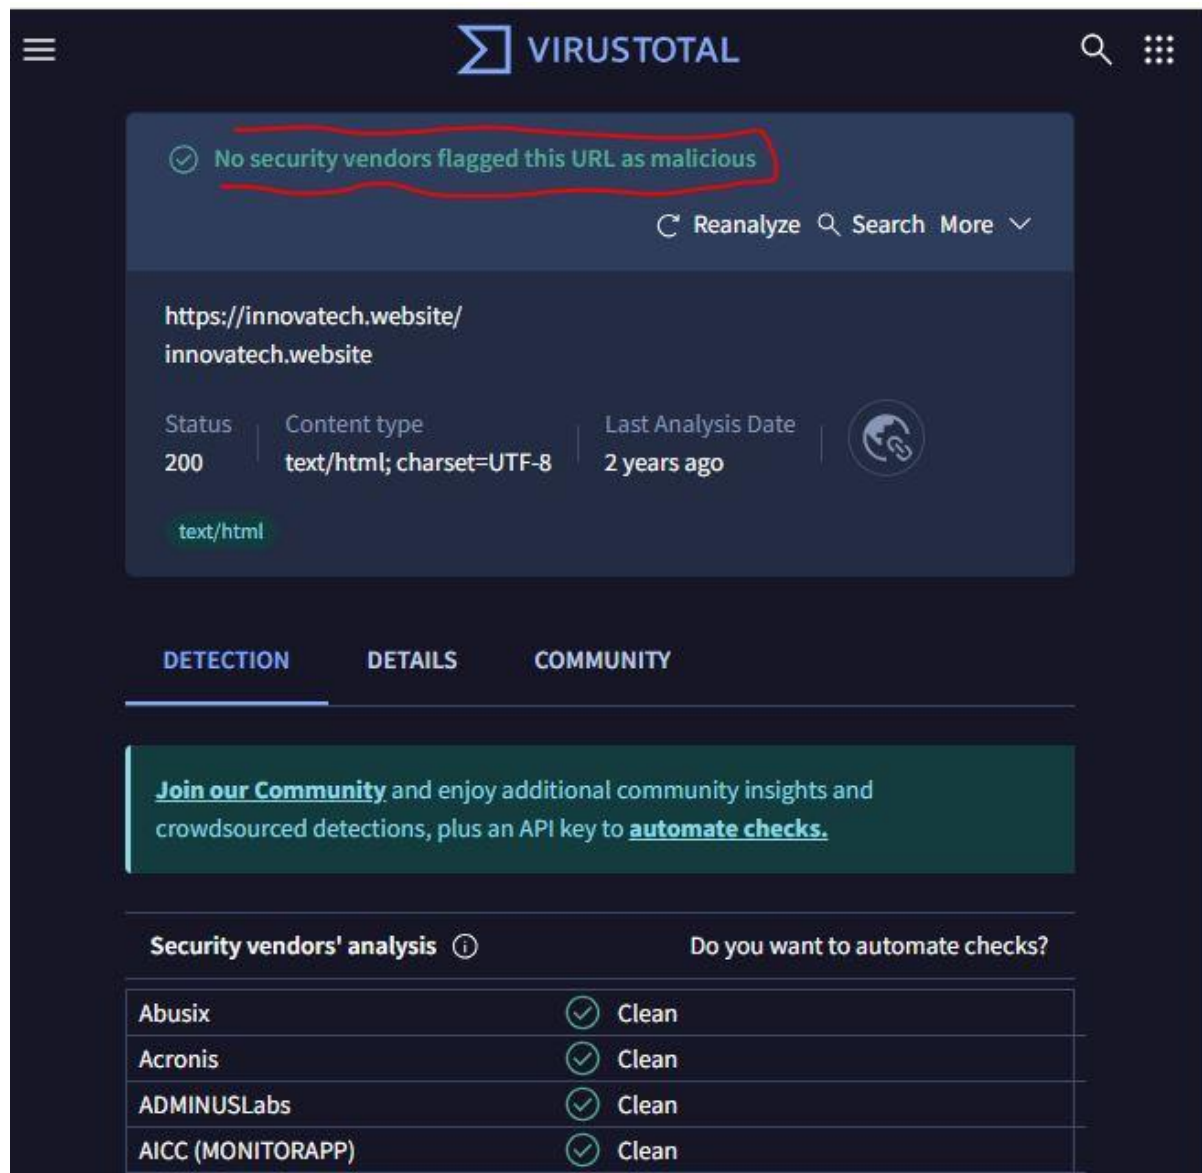 VIRUSTOTAL
No security vendors flagged this URL as malicious
Reanalyze Search More
https://innovatech.website/
innovatech.website
Status Content type Last Analysis Date
200 text/html; charset=UTF-8 2 years ago
text/html
DETECTION DETAILS COMMUNITY
Join our Community and enjoy additional community insights and
crowdsourced detections, plus an API key to automate checks.
Security vendors' analysis Do you want to automate checks?
Abusix Clean
Acronis Clean
ADMINUSLabs Clean
AICC (MONITORAPP) Clean